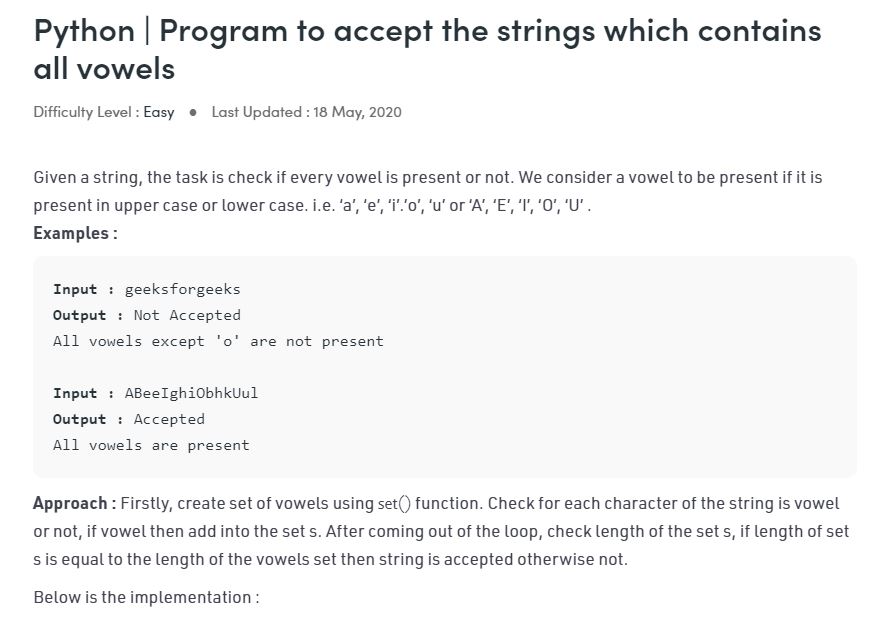 Python | Program to accept the strings which contains
all vowels
Difficulty Level : Easy ● Last Updated : 18 May, 2020
Given a string, the task is check if every vowel is present or not. We consider a vowel to be present if it is
present in upper case or lower case. i.e. ‘a’, ‘e’, ‘i’.’o’, ‘u’ or ‘A’, ‘E’, ‘I’, ‘O’, ‘U’ .
Examples :
Input : geeksforgeeks
Output : Not Accepted
All vowels except 'o' are not present
Input : ABeeIghiObhkUul
Output : Accepted
All vowels are present
Approach : Firstly, create set of vowels using set() function. Check for each character of the string is vowel
or not, if vowel then add into the set s. After coming out of the loop, check length of the set s, if length of set
s is equal to the length of the vowels set then string is accepted otherwise not.
Below is the implementation :